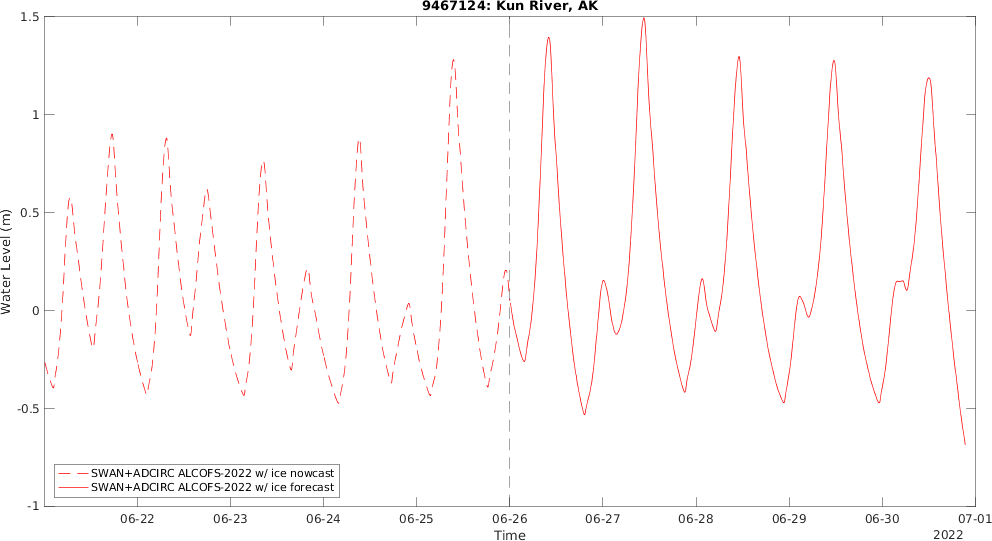 9467124: Kun River, AK
1.5
1
0.5
0
-0.5
-1
Water Level (m)
SWAN+ADCIRC ALCOFS-2022 w/ ice nowcast
SWAN+ADCIRC ALCOFS-2022 w/ ice forecast
06-22 06-23 06-24 06-25 06-26 06-27 06-28 06-29 06-30 07-01
Time
2022